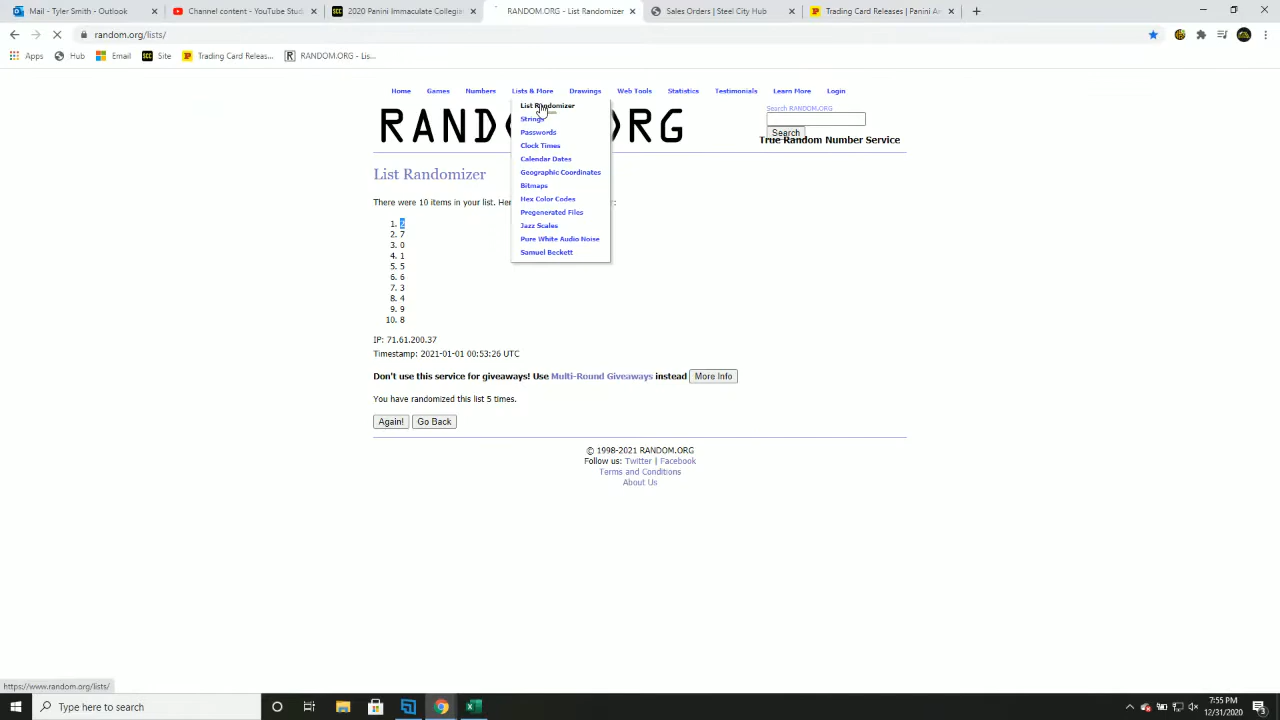 Mail - Tyler Smith - Outlook
Channel content - YouTube Stud
2020 Panini Immaculate Collegiat
RANDOM.ORG - List Randomizer
Sales Orders | SC Drop
Trading Card Releases | Panini Am
random.org/lists/
Apps
Hub
Email
Site
Trading Card Releas...
RANDOM.ORG - Lis...
Home
Games
Numbers
Lists & More
Drawings
Web Tools
Statistics
Testimonials
Learn More
Login
List Randomizer
Strings
Passwords
Clock Times
Calendar Dates
Geographic Coordinates
Bitmaps
Hex Color Codes
Pregenerated Files
Jazz Scales
Pure White Audio Noise
Samuel Beckett
Search RANDOM.ORG
Search
True Random Number Service
List Randomizer
There were 10 items in your list.
1. 2
2. 7
3. 0
4. 1
5. 5
6. 6
7. 3
8. 4
9. 9
10. 8
IP: 71.61.200.37
Timestamp: 2021-01-01 00:53:26 UTC
Don't use this service for giveaways! Use Multi-Round Giveaways instead More Info
You have randomized this list 5 times.
Again! Go Back
© 1998-2021 RANDOM.ORG
Follow us: Twitter | Facebook
Terms and Conditions
About Us
https://www.random.org/lists/
Type here to search
7:55 PM
12/31/2020